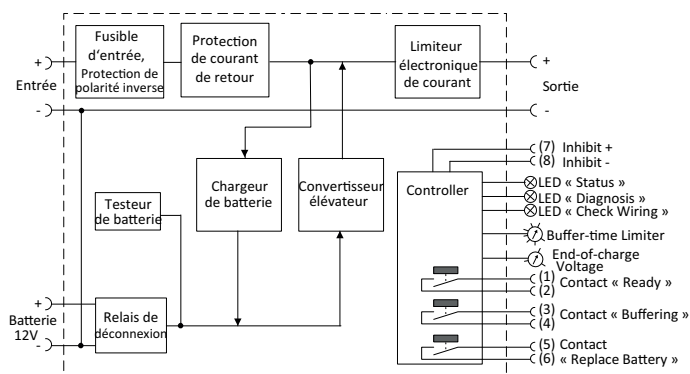 Fusible
d'entrée,
Protection de
polarité inverse
Protection
de courant
de retour
Limiteur
électronique
de courant
+
Entrée
-
+
Sortie
-
Testeur
de batterie
Chargeur
de batterie
Convertisseur
élévateur
Controller
(7) Inhibit +
(8) Inhibit -
LED « Status »
LED « Diagnosis »
LED « Check Wiring »
Buffer-time Limiter
End-of-charge
Voltage
(1)
Contact « Ready »
(2)
(3)
Contact « Buffering »
(4)
(5) Contact
(6) « Replace Battery »
+
Batterie
12V
-
Relais de
déconnexion